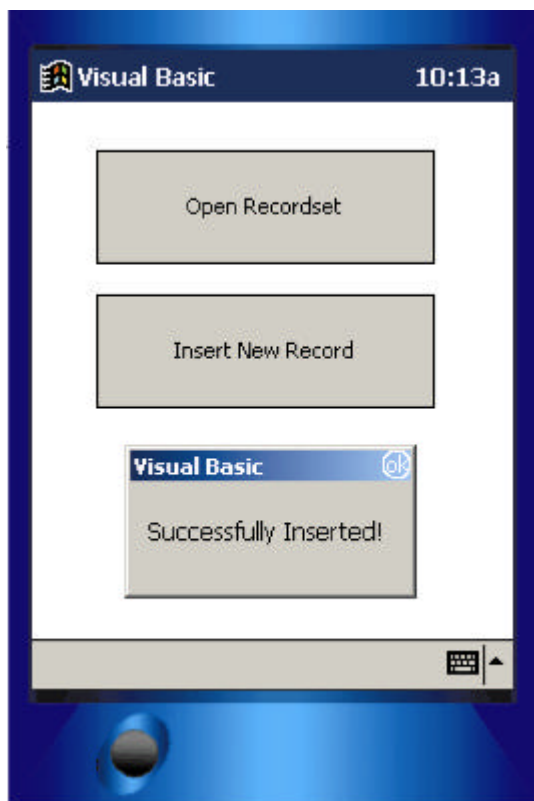 Visual Basic 10:13a
Open Recordset
Insert New Record
Visual Basic ok
Successfully Inserted!